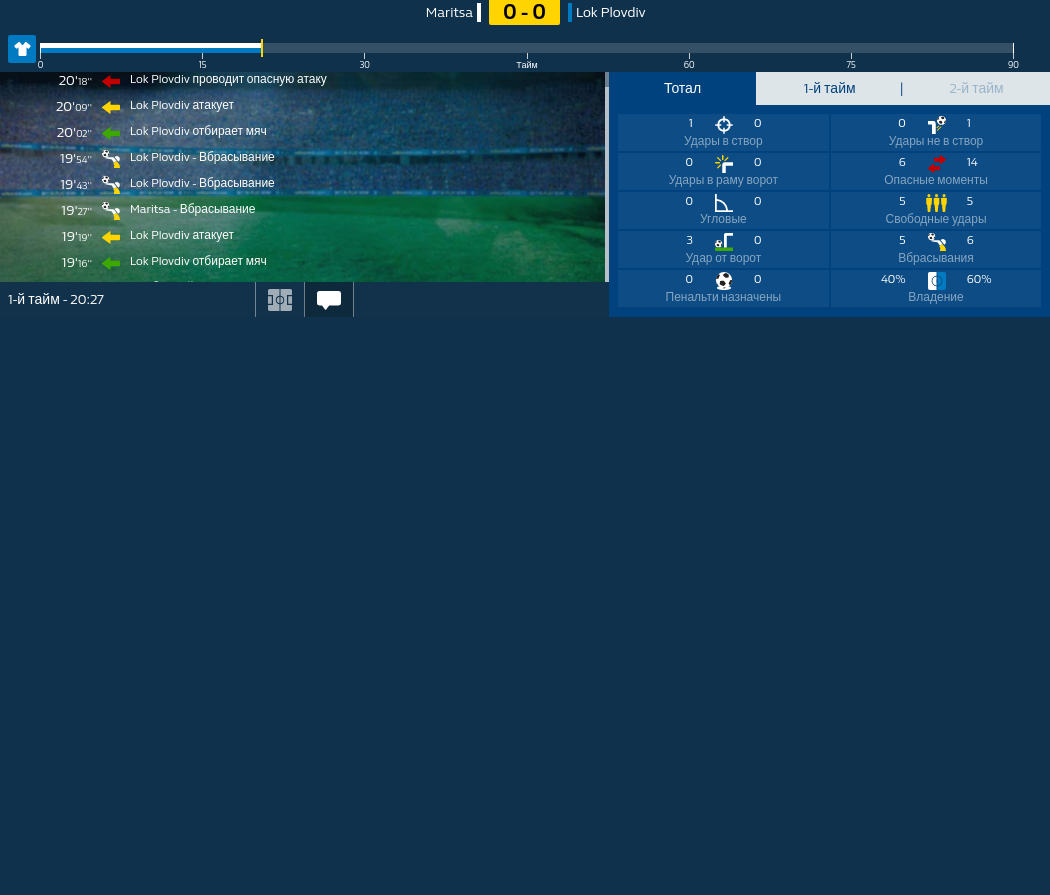 Maritsa 0 - 0 Lok Plovdiv
0 15 30 Тайм 60 75 90
20'18'' Lok Plovdiv проводит опасную атаку
20'09'' Lok Plovdiv атакует
20'02'' Lok Plovdiv отбирает мяч
19'54'' Lok Plovdiv - Вбрасывание
19'43'' Lok Plovdiv - Вбрасывание
19'27'' Maritsa - Вбрасывание
19'19'' Lok Plovdiv атакует
19'16'' Lok Plovdiv отбирает мяч
1-й тайм - 20:27
Тотал 1-й тайм | 2-й тайм
1 0
Удары в створ
0 1
Удары не в створ
0 0
Удары в раму ворот
6 14
Опасные моменты
0 0
Угловые
5 5
Свободные удары
3 0
Удар от ворот
5 6
Вбрасывания
0 0
Пенальти назначены
40% 60%
Владение